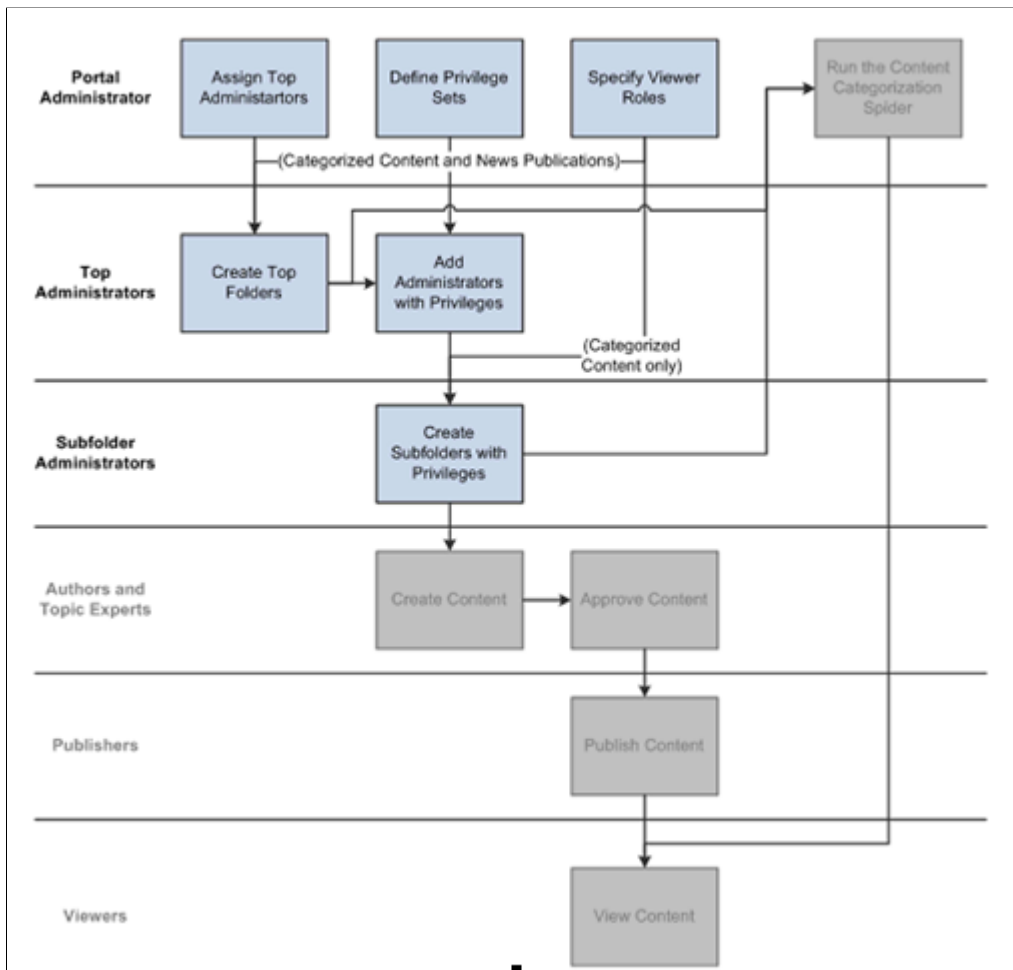 Portal
Administrator
Assign Top
Administartors
Define Privilege
Sets
Specify Viewer
Roles
Run the Content
Categorization
Spider
(Categorized Content and News Publications)
Top
Administrators
Create Top
Folders
Add
Administrators
with Privileges
(Categorized
Content only)
Subfolder
Administrators
Create
Subfolders with
Privileges
Authors and
Topic Experts
Create Content
Approve Content
Publishers
Publish Content
Viewers
View Content